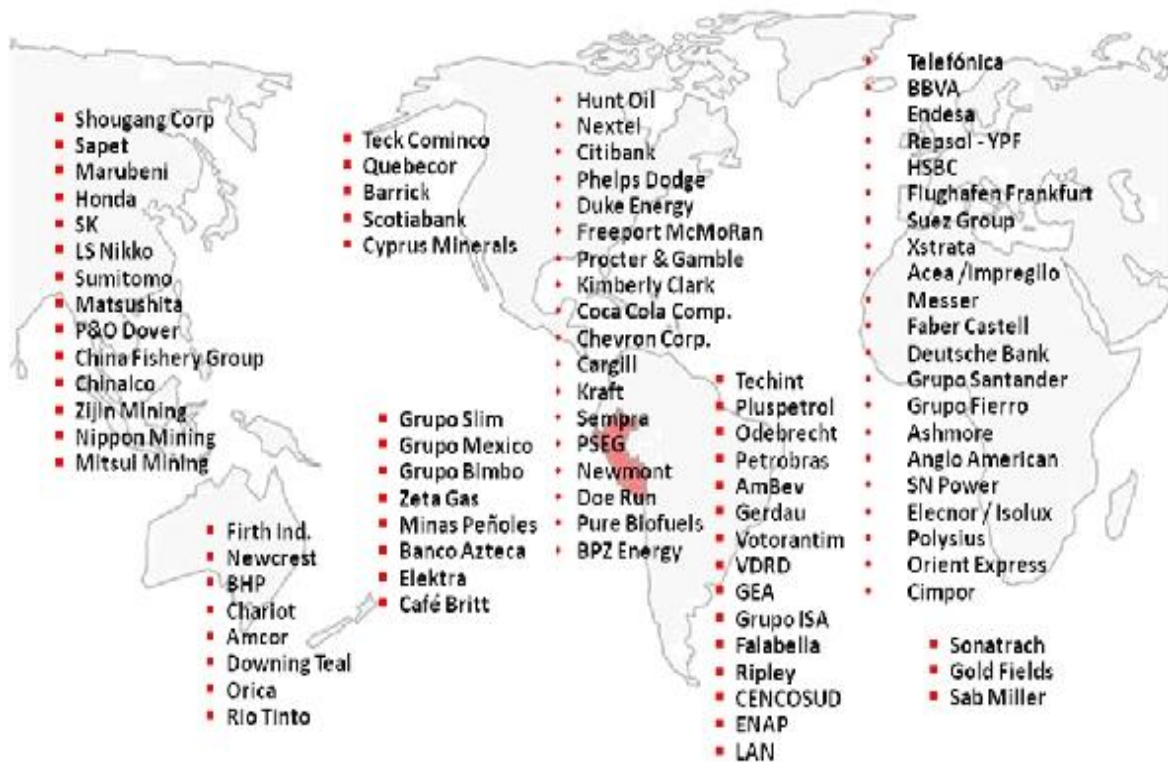 Shougang Corp
Sapet
Marubeni
Honda
SK
LS Nikko
Sumitomo
Matsushita
P&O Dover
China Fishery Group
Chinalco
Zijin Mining
Nippon Mining
Mitsui Mining
Firth Ind.
Newcrest
BHP
Chariot
Amcor
Downing Teal
Orica
Rio Tinto
Teck Cominco
Quebecor
Barrick
Scotiabank
Cyprus Minerals
Grupo Slim
Grupo Mexico
Grupo Bimbo
Zeta Gas
Minas Peñoles
Banco Azteca
Elektra
Café Britt
Hunt Oil
Nextel
Citibank
Phelps Dodge
Duke Energy
Freeport McMoRan
Procter & Gamble
Kimberly Clark
Coca Cola Comp.
Chevron Corp.
Cargill
Kraft
Sempra
PSEG
Newmont
Doe Run
Pure Biofuels
BPZ Energy
Techint
Pluspetrol
Odebrecht
Petrobras
AmBev
Gerdau
Votorantim
VDRD
GEA
Grupo ISA
Falabella
Ripley
CENCOSUD
ENAP
LAN
Telefónica
BBVA
Endesa
Repsol - YPF
HSBC
Flughafen Frankfurt
Suez Group
Xstrata
Acea /Impregilo
Messer
Faber Castell
Deutsche Bank
Grupo Santander
Grupo Fierro
Ashmore
Anglo American
SN Power
Elecnor / Isolux
Polysius
Orient Express
Cimpor
Sonatrach
Gold Fields
Sab Miller